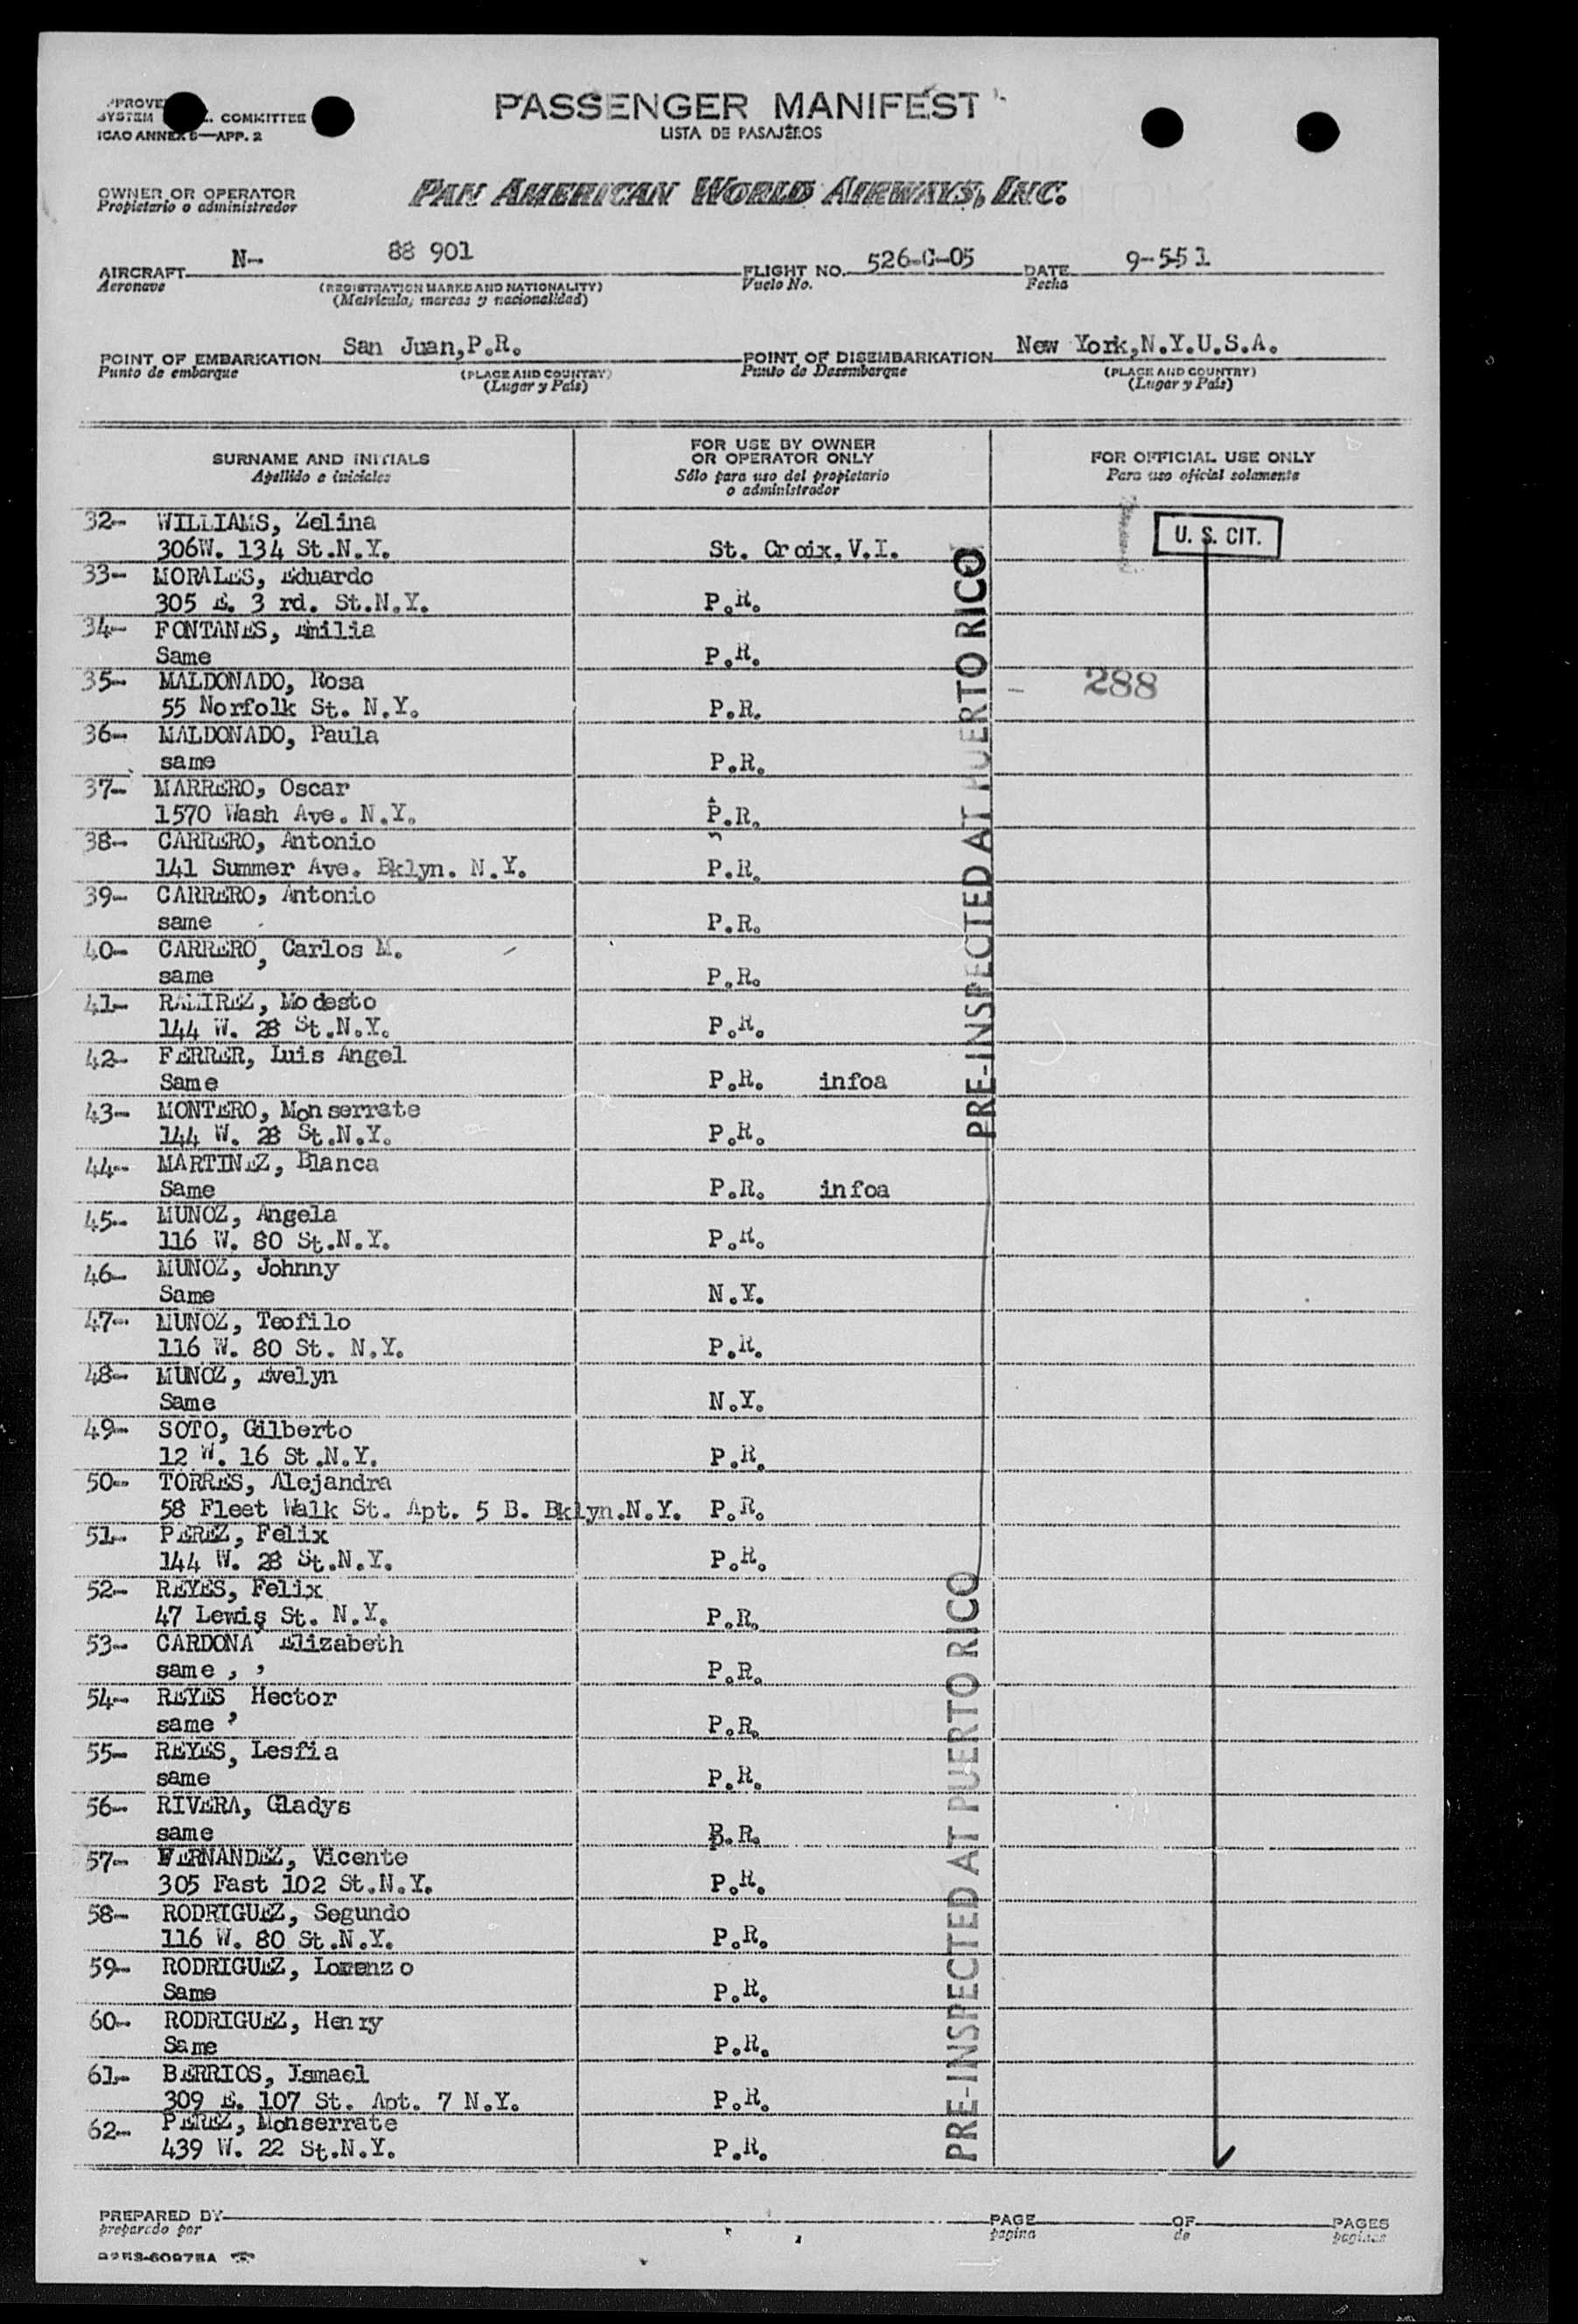 PASSENGER MANIFEST
LISTA DE PASAJEROS
SYSTEM COMMITTEE
ICAO ANNEX 8—APP. 2
OWNER OR OPERATOR
Propietario o administrador
PAN AMERICAN WORLD AIRWAYS, INC.
AIRCRAFT N- 88 901
Aeronave
(REGISTRATION MARKS AND NATIONALITY)
(Matrícula, marcas y nacionalidad)
FLIGHT NO. 526-C-05
Vuelo No.
DATE 9-551
Fecha
POINT OF EMBARKATION San Juan,P.R.
Punto de embarque
(PLACE AND COUNTRY)
(Lugar y País)
POINT OF DISEMBARKATION New York,N.Y.U.S.A.
Punto de Desembarque
(PLACE AND COUNTRY)
(Lugar y País)
SURNAME AND INITIALS
Apellido e iniciales
FOR USE BY OWNER
OR OPERATOR ONLY
Sólo para uso del propietario
o administrador
FOR OFFICIAL USE ONLY
Para uso oficial solamente
32- WILLIAMS, Zelina
306W. 134 St.N.Y. St. Croix,V.I.
U. S. CIT.
33- MORALES, Eduardo
305 E. 3 rd. St.N.Y. P.R.
34- FONTANES, Emilia
Same P.R.
35- MALDONADO, Rosa
288
55 Norfolk St. N.Y. P.R.
36- MALDONADO, Paula
same P.R.
37- MARRERO, Oscar
1570 Wash Ave. N.Y. P.R.
38- CARRERO, Antonio
141 Summer Ave. Bklyn. N.Y. P.R.
39- CARRERO, Antonio
same P.R.
40- CARRERO, Carlos M.
same P.R.
41- RAMIREZ, Modesto
144 W. 28 St.N.Y. P.R.
42- FERRER, Luis Angel
Same P.R. infoa
43- MONTERO, Monserrate
144 W. 28 St.N.Y. P.R.
44- MARTINEZ, Blanca
Same P.R. infoa
45- MUNOZ, Angela
116 W. 80 St.N.Y. P.R.
46- MUNOZ, Johnny
Same N.Y.
47- MUNOZ, Teofilo
116 W. 80 St. N.Y. P.R.
48- MUNOZ, Evelyn
Same N.Y.
49- SOTO, Gilberto
12 W. 16 St.N.Y. P.R.
50- TORRES, Alejandra
58 Fleet Walk St. Apt. 5 B. Bklyn.N.Y. P.R.
51- PEREZ, Felix
144 W. 28 St.N.Y. P.R.
52- REYES, Felix
47 Lewis St. N.Y. P.R.
53- CARDONA, Elizabeth
same , , P.R.
54- REYES Hector
same , P.R.
55- REYES, Lesfia
same P.R.
56- RIVERA, Gladys
same P.R.
57- FERNANDEZ, Vicente
305 Fast 102 St.N.Y. P.R.
58- RODRIGUEZ, Segundo
116 W. 80 St.N.Y. P.R.
59- RODRIGUEZ, Lorenzo
Same P.R.
60- RODRIGUEZ, Henry
Same P.R.
61- BERRIOS, Ismael
309 E. 107 St. Apt. 7 N.Y. P.R.
62- PEREZ, Monserrate
439 W. 22 St.N.Y. P.R.
PRE-INSPECTED AT PUERTO RICO
PRE-INSPECTED AT PUERTO RICO
PREPARED BY
preparado por
PAGE OF PAGES
pagina de paginas